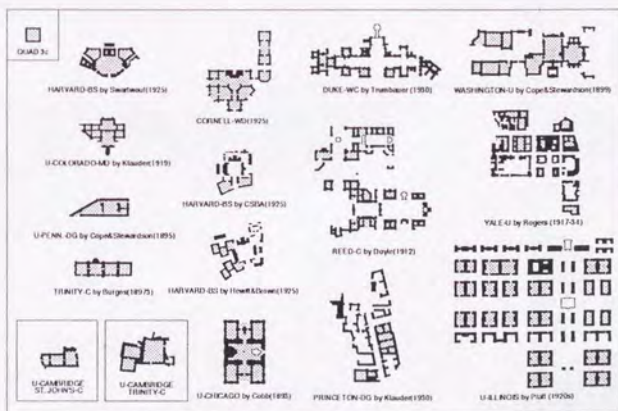 QUAD 3c
HARVARD-BS by Swartwout(1925)
CORNELL-WD(1925)
DUKE-WC by Trumbauer(1930)
WASHINGTON-U by Cope&Stewardson(1899)
U-COLORADO-MD by Klauder(1919)
HARVARD-BS by CSBA(1925)
YALE-U by Rogers (1917-34)
U-PENN.-DG by Cope&Stewardson(1895)
REED-C by Doyle(1912)
TRINITY-C by Burges(1897?)
HARVARD-BS by Hewitt&Brown(1925)
U-CAMBRIDGE
ST. JOHN'S-C
U-CAMBRIDGE
TRINITY-C
U-CHICAGO by Cobb(1893)
PRINCETON-DG by Klauder(1930)
U-ILLINOIS by Platt (1920s)